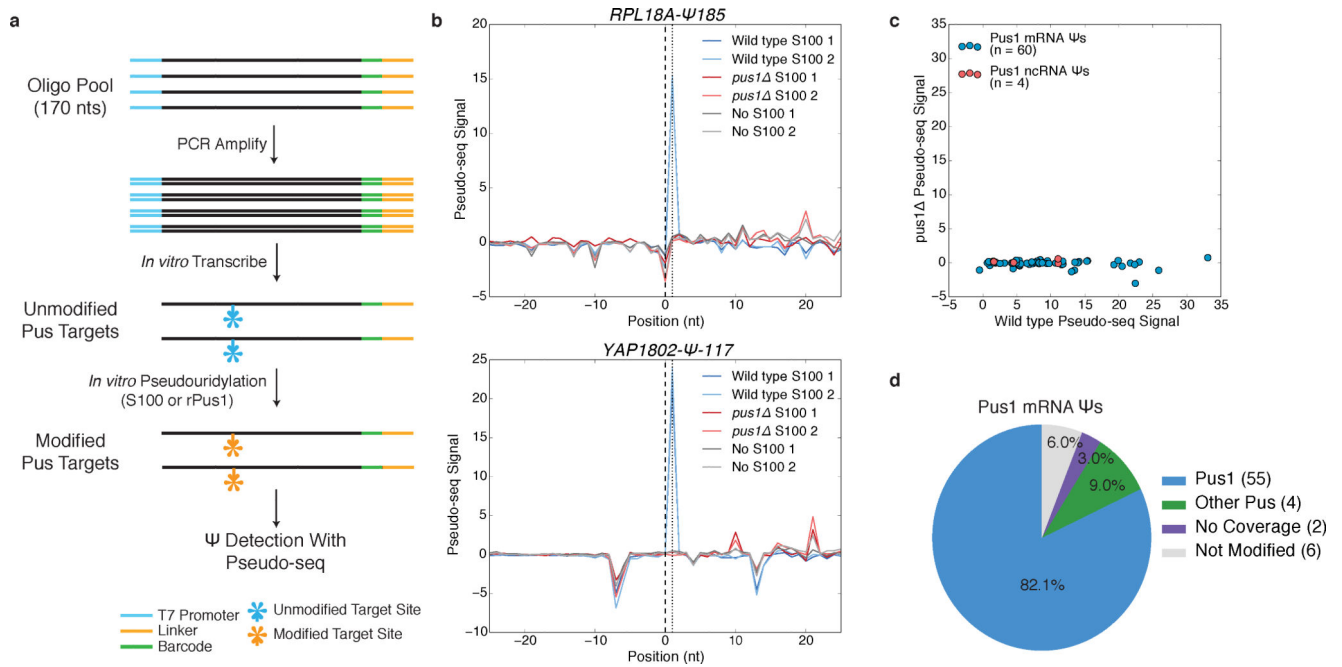 a
Oligo Pool
(170 nts)
PCR Amplify
In vitro Transcribe
Unmodified
Pus Targets
In vitro Pseudouridylation
(S100 or rPus1)
Modified
Pus Targets
Ψ Detection With
Pseudo-seq
T7 Promoter
Linker
Barcode
Unmodified Target Site
Modified Target Site
b
RPL18A-Ψ185
Pseudo-seq Signal
20
15
10
5
0
−5
Wild type S100 1
Wild type S100 2
pus1Δ S100 1
pus1Δ S100 2
No S100 1
No S100 2
−20 −10 0 10 20
Position (nt)
YAP1802-Ψ-117
Pseudo-seq Signal
25
20
15
10
5
0
−5
−10
Wild type S100 1
Wild type S100 2
pus1Δ S100 1
pus1Δ S100 2
No S100 1
No S100 2
−20 −10 0 10 20
Position (nt)
c
pus1Δ Pseudo-seq Signal
35
30
25
20
15
10
5
0
−5
Pus1 mRNA Ψs
(n = 60)
Pus1 ncRNA Ψs
(n = 4)
−5 0 5 10 15 20 25 30 35
Wild type Pseudo-seq Signal
d
Pus1 mRNA Ψs
6.0%
3.0%
9.0%
82.1%
Pus1 (55)
Other Pus (4)
No Coverage (2)
Not Modified (6)